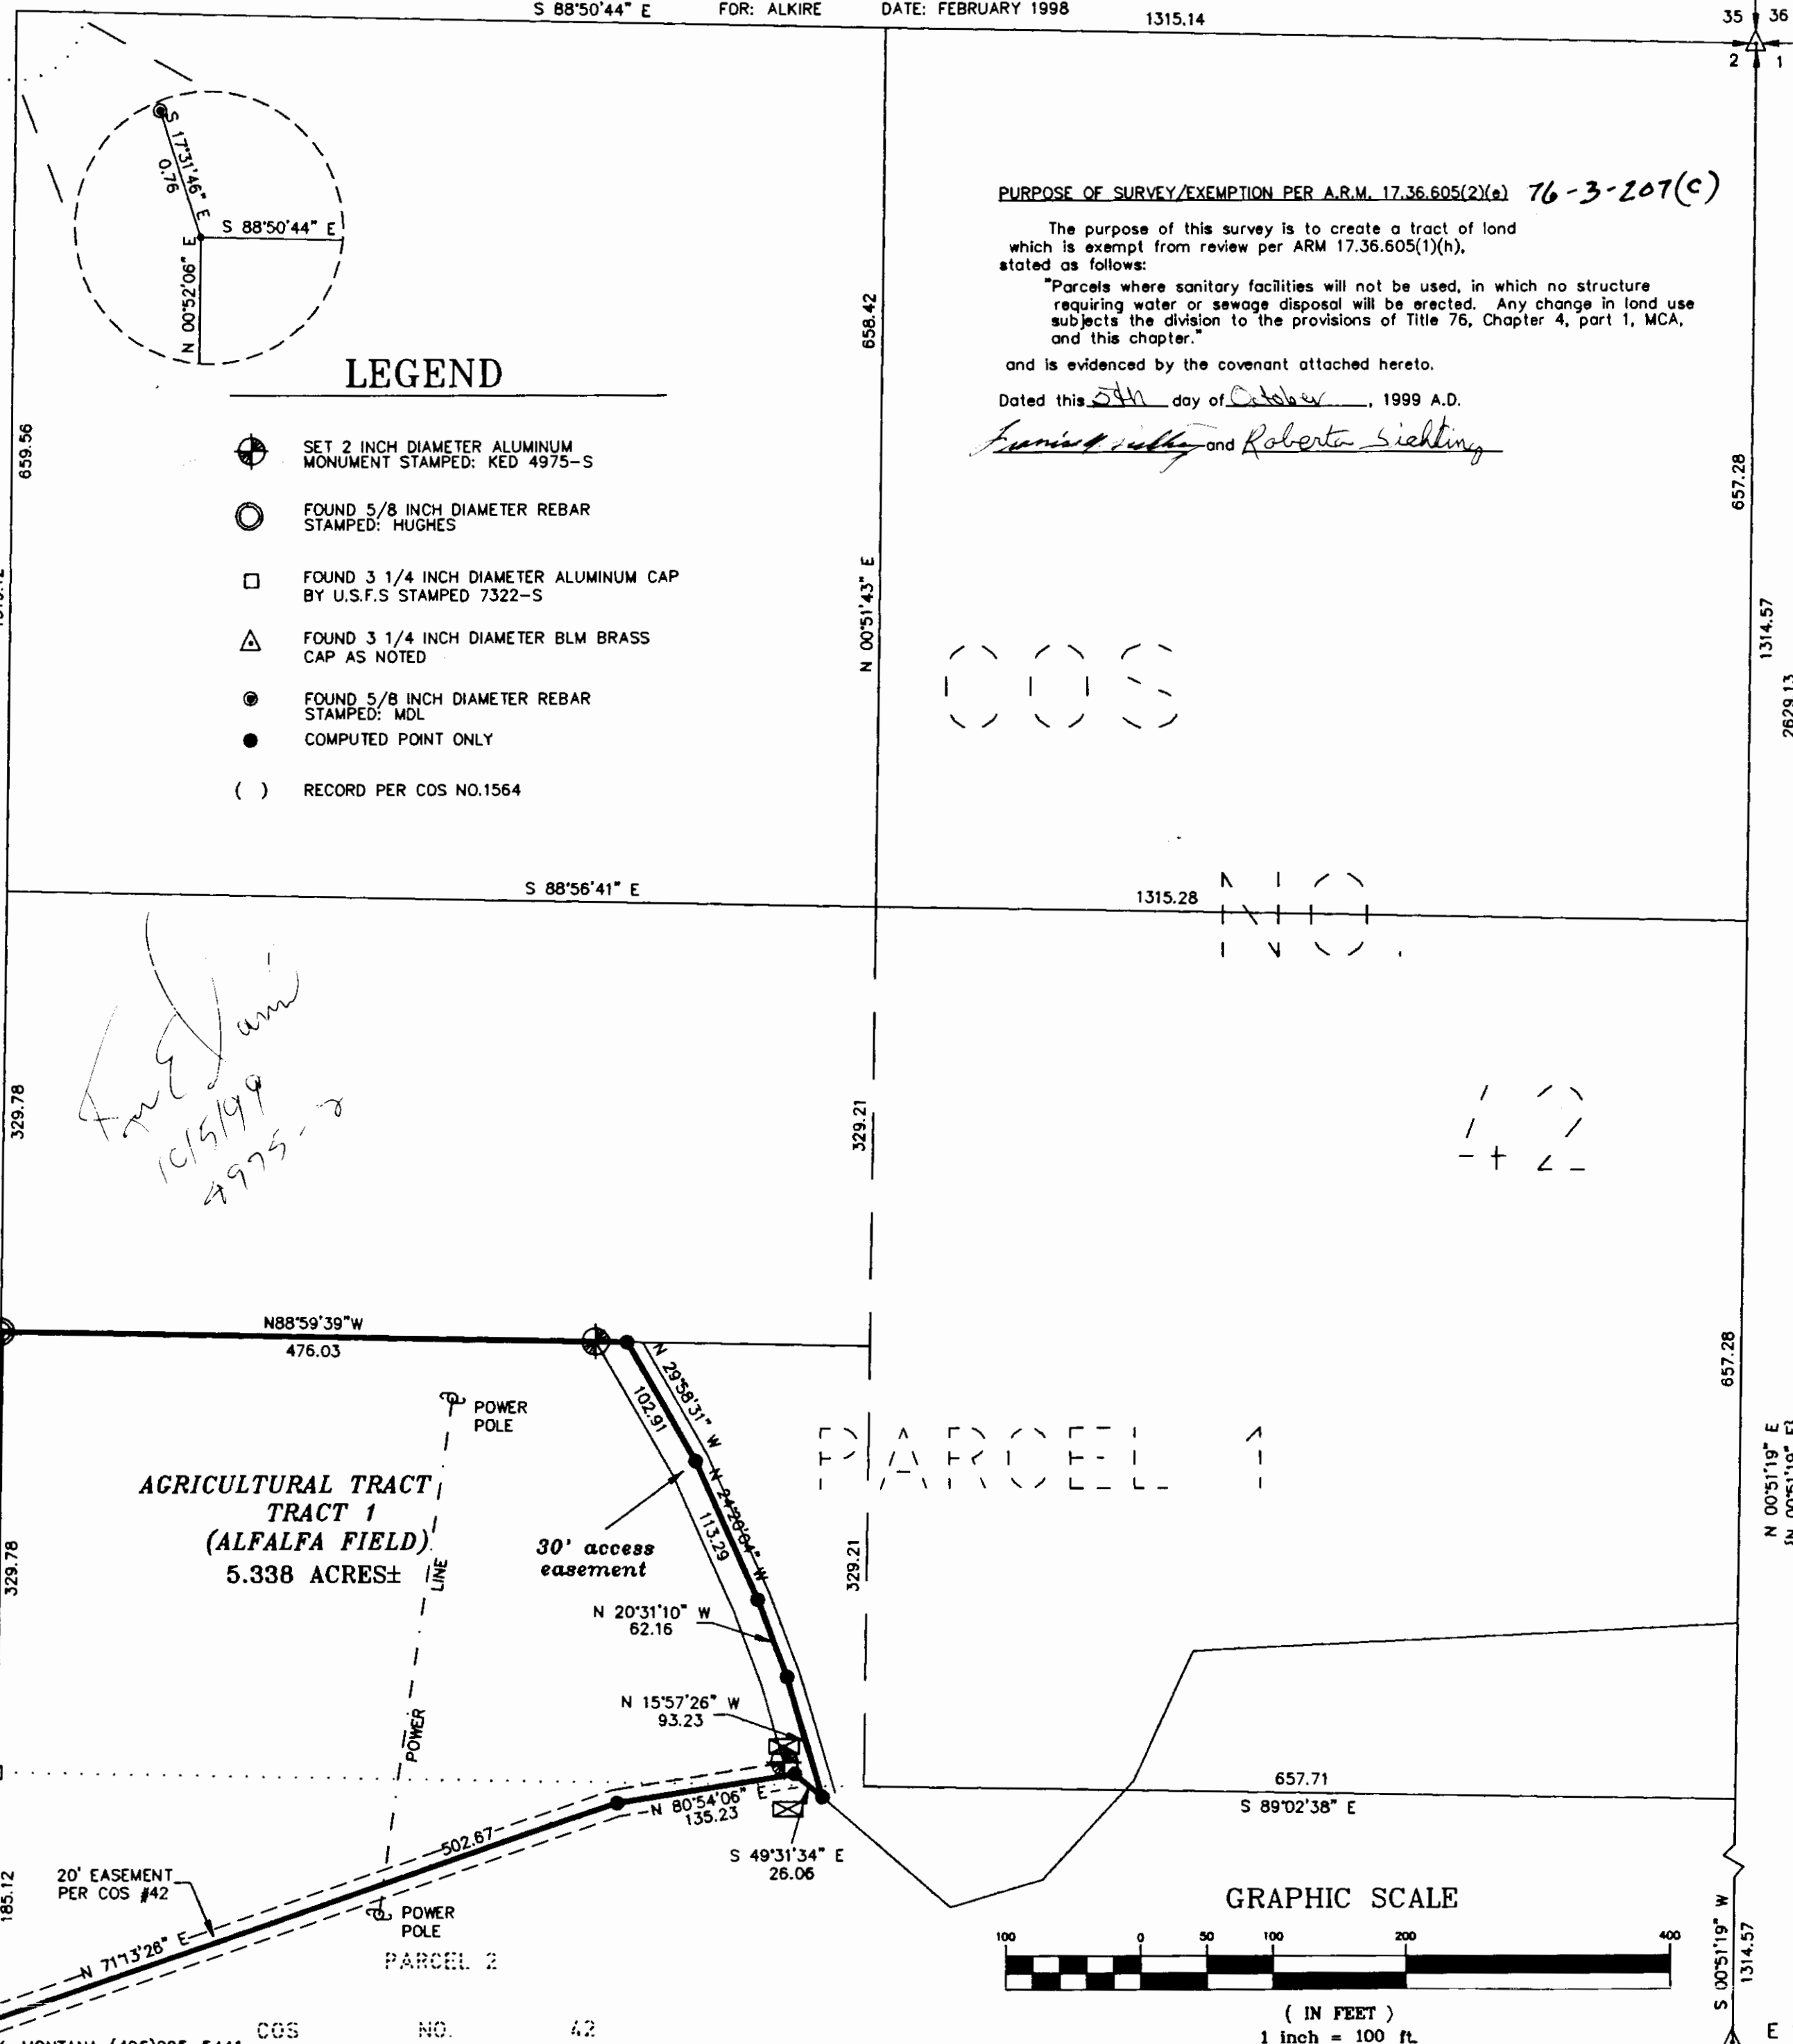 S 88°50'44" E FOR: ALKIRE DATE: FEBRUARY 1998 1315.14
35 36
2 1
S 17°31'46" E
0.76
S 88°50'44" E
N 00°52'06" E
PURPOSE OF SURVEY/EXEMPTION PER A.R.M. 17.36.605(2)(e) 76-3-207(C)
The purpose of this survey is to create a tract of land
which is exempt from review per ARM 17.36.605(1)(h),
stated as follows:
"Parcels where sanitary facilities will not be used, in which no structure
requiring water or sewage disposal will be erected. Any change in land use
subjects the division to the provisions of Title 76, Chapter 4, part 1, MCA,
and this chapter."
and is evidenced by the covenant attached hereto.
Dated this 5th day of October, 1999 A.D.
and Roberta Siehting
LEGEND
SET 2 INCH DIAMETER ALUMINUM
MONUMENT STAMPED: KED 4975-S
FOUND 5/8 INCH DIAMETER REBAR
STAMPED: HUGHES
FOUND 3 1/4 INCH DIAMETER ALUMINUM CAP
BY U.S.F.S STAMPED 7322-S
FOUND 3 1/4 INCH DIAMETER BLM BRASS
CAP AS NOTED
FOUND 5/8 INCH DIAMETER REBAR
STAMPED: MDL
COMPUTED POINT ONLY
( ) RECORD PER COS NO.1564
659.56
658.42
N 00°51'43" E
657.28
1314.57
2629.13
COS
NO.
42
S 88°56'41" E
1315.28
10/5/99
329.78
329.21
657.28
N88°59'39"W
476.03
N 29°58'31" W
102.91
N 24°20'04" W
113.29
POWER
POLE
PARCEL 1
AGRICULTURAL TRACT
TRACT 1
(ALFALFA FIELD)
5.338 ACRES±
POWER LINE
30' access
easement
329.78
329.21
N 00°51'19" E
N 20°31'10" W
62.16
N 15°57'26" W
93.23
N 80°54'06" E
135.23
S 49°31'34" E
26.06
657.71
S 89°02'38" E
502.67
185.12
20' EASEMENT
PER COS #42
N 71°13'28" E
POWER
POLE
PARCEL 2
COS NO. 42
GRAPHIC SCALE
100 0 50 100 200 400
( IN FEET )
1 inch = 100 ft.
S 00°51'19" W
1314.57
E